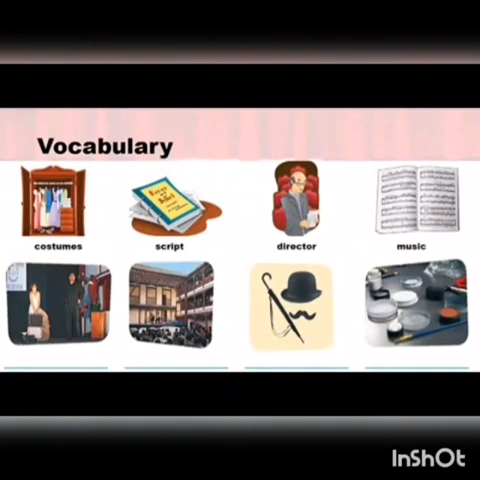 Vocabulary
costumes
script
director
music
InShOt